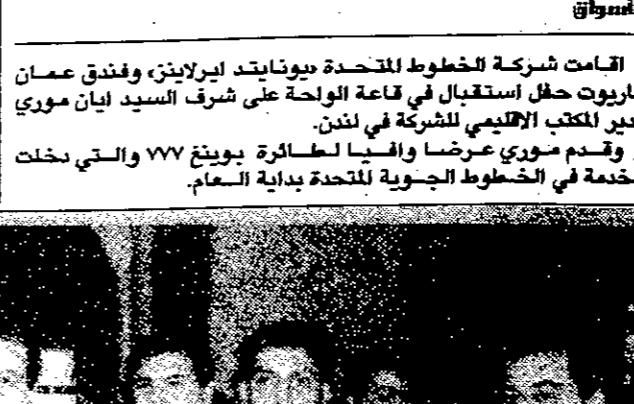 الأسواق
اقامت شركة الخطوط المتحدة «يونايتد ايرلاينز» وفندق عمان
ماريوت حفل استقبال في قاعة الواحة على شرف السيد ايان موري
مدير المكتب الاقليمي للشركة في لندن.
وقدم موري عرضا وافيا لطائرة بوينغ ٧٧٧ والتي دخلت
الخدمة في الخطوط الجوية المتحدة بداية العام.